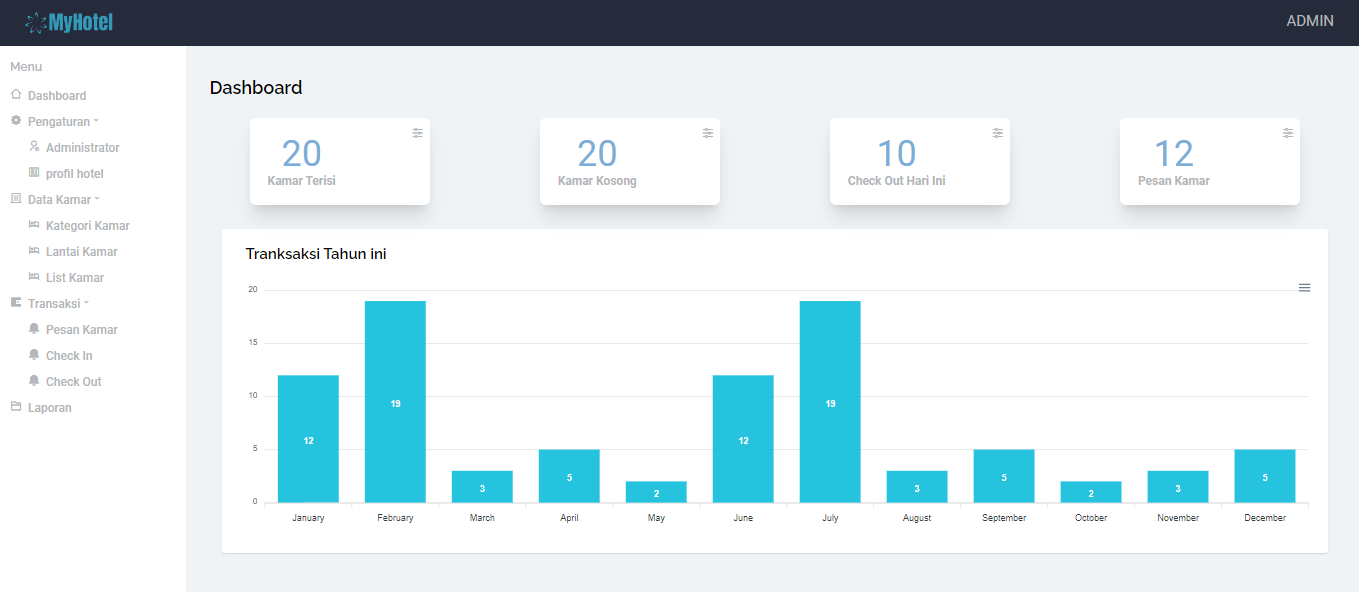 MyHotel
ADMIN
Menu
Dashboard
Pengaturan
Administrator
profil hotel
Data Kamar
Kategori Kamar
Lantai Kamar
List Kamar
Transaksi
Pesan Kamar
Check In
Check Out
Laporan
Dashboard
20
Kamar Terisi
20
Kamar Kosong
10
Check Out Hari Ini
12
Pesan Kamar
Tranksaksi Tahun ini
20
15
10
5
0
12
19
3
5
2
12
19
3
5
2
3
5
January February March April May June July August September October November December